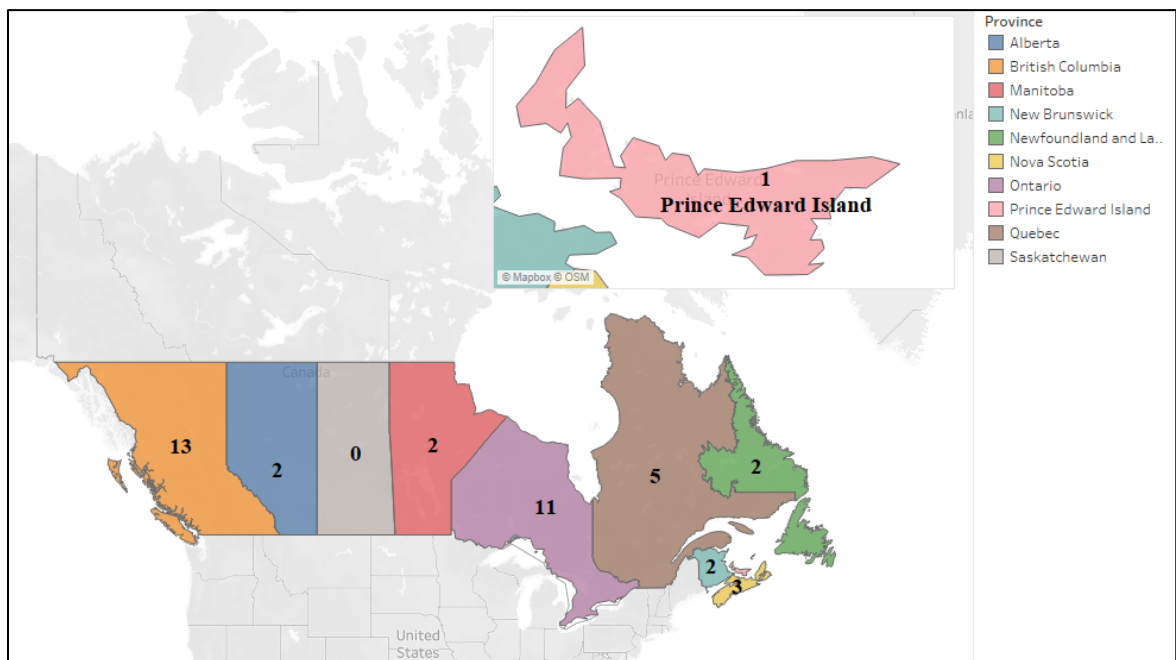 Province
Alberta
British Columbia
Manitoba
New Brunswick
Newfoundland and La..
Nova Scotia
Ontario
Prince Edward Island
Quebec
Saskatchewan
Prince Edward
1
Prince Edward Island
© Mapbox © OSM
Canada
13
2
0
2
11
5
2
2
3
United
States